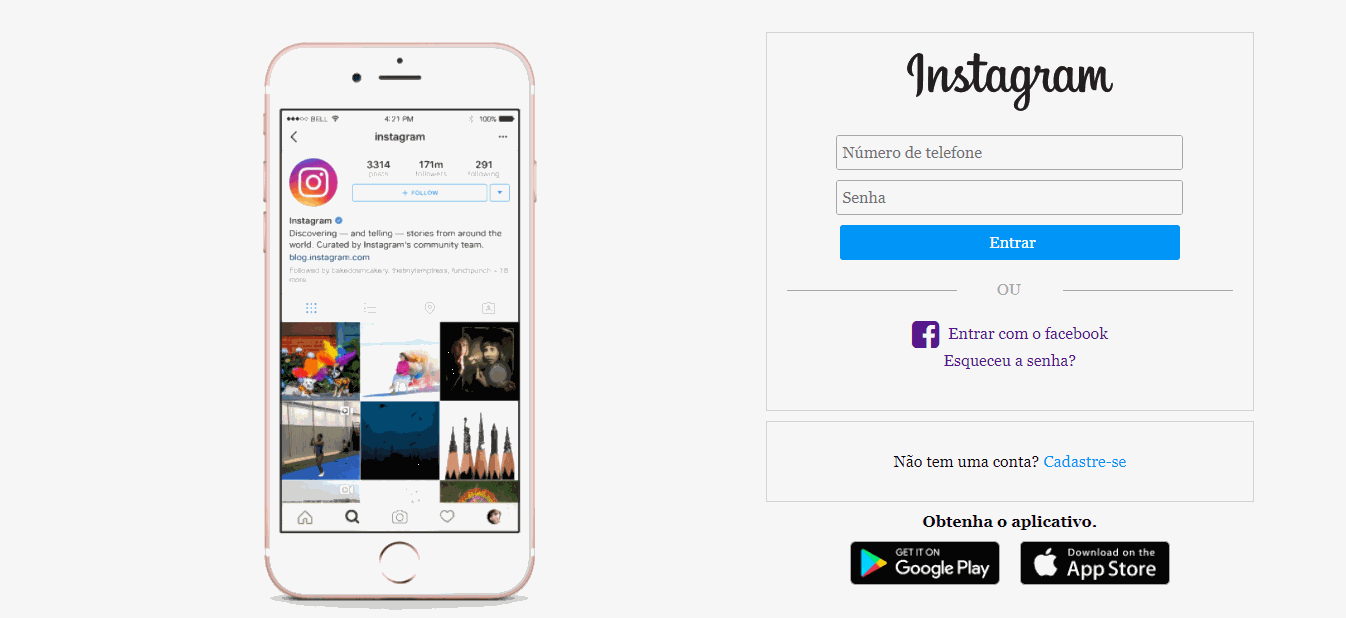 ●●●○○ BELL
4:21 PM
100%
instagram
3314
171m
291
posts
followers
following
+ FOLLOW
Instagram
Discovering — and telling — stories from around the
world. Curated by Instagram's community team.
blog.instagram.com
followed by bakedowncakery, thatmytemptress, lunchpunch + 18
more
Instagram
Número de telefone
Senha
Entrar
OU
Entrar com o facebook
Esqueceu a senha?
Não tem uma conta? Cadastre-se
Obtenha o aplicativo.
GET IT ON
Google Play
Download on the
App Store